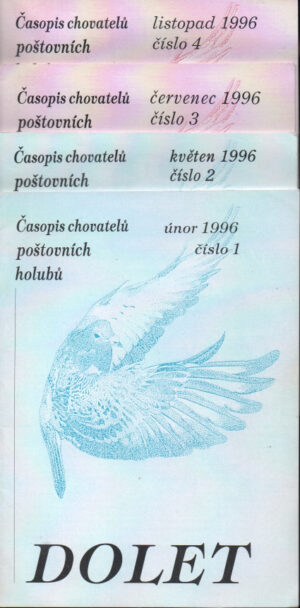 Časopis chovatelů listopad 1996
poštovních číslo 4
Časopis chovatelů červenec 1996
poštovních číslo 3
Časopis chovatelů květen 1996
poštovních číslo 2
Časopis chovatelů únor 1996
poštovních číslo 1
holubů
DOLET